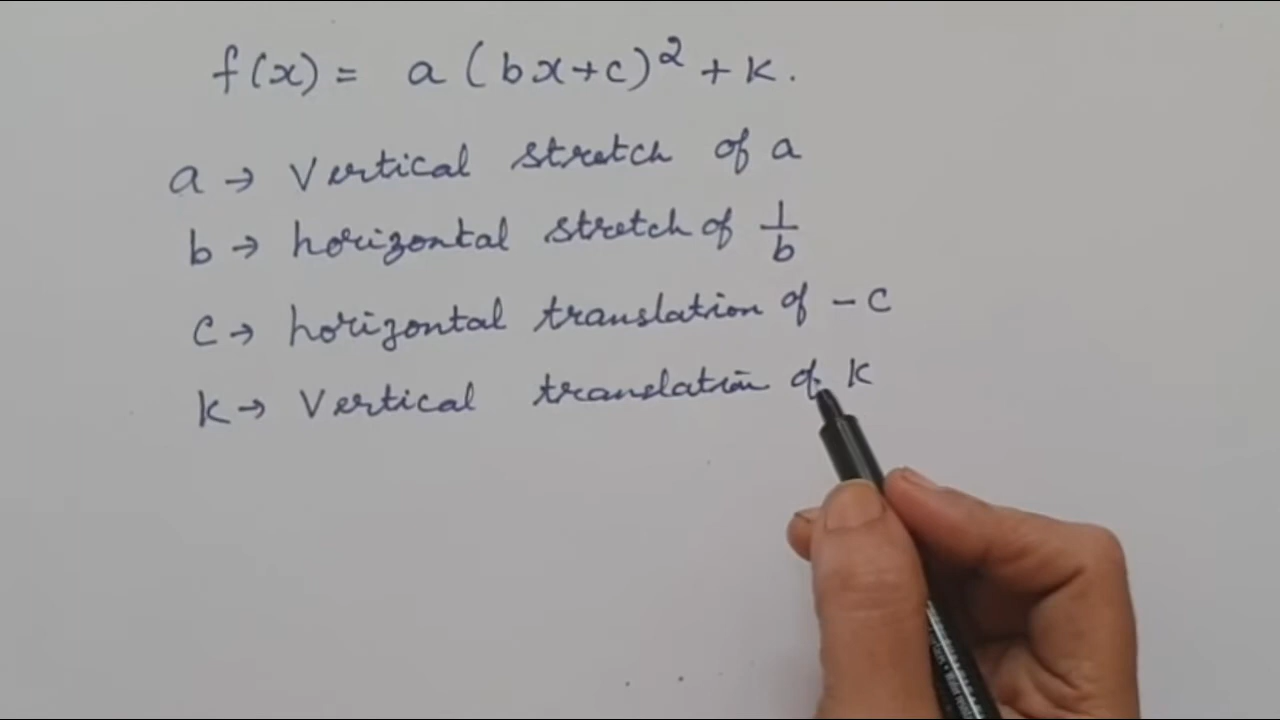 f(x) = a (bx+c)² + k.
a → Vertical stretch of a
b → horizontal stretch of 1/b
c → horizontal translation of -c
k → Vertical translation of k